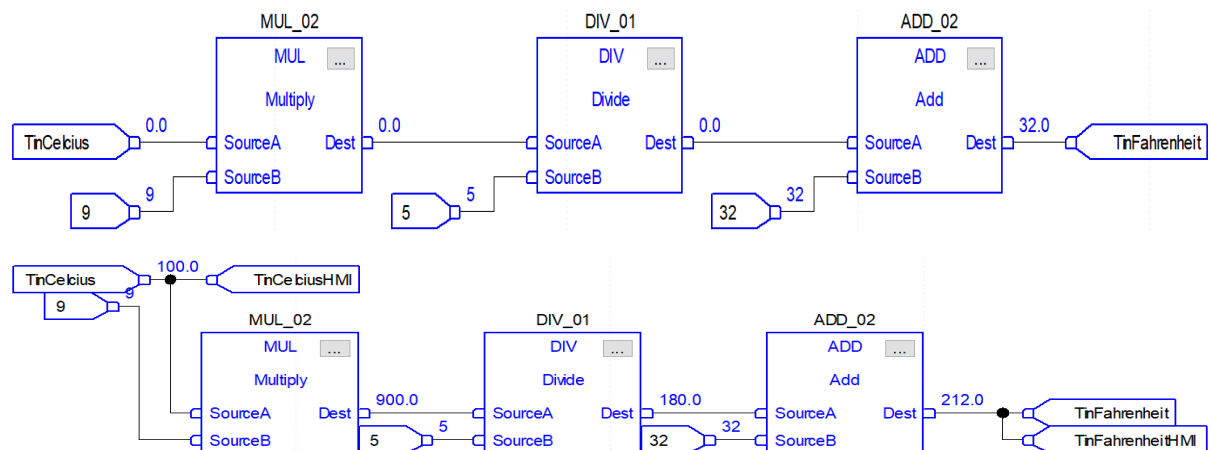 MUL_02 DIV_01 ADD_02
MUL ... DIV ... ADD ...
Multiply Divide Add
TinCelcius 0.0 SourceA Dest 0.0 SourceA Dest 0.0 SourceA Dest 32.0 TinFahrenheit
9 9 SourceB 5 5 SourceB 32 32 SourceB
TinCelcius 100.0 TinCelciusHMI
9 9
MUL_02 DIV_01 ADD_02
MUL ... DIV ... ADD ...
Multiply Divide Add
SourceA Dest 900.0 SourceA Dest 180.0 SourceA Dest 212.0 TinFahrenheit
SourceB 5 5 SourceB 32 32 SourceB TinFahrenheitHMI